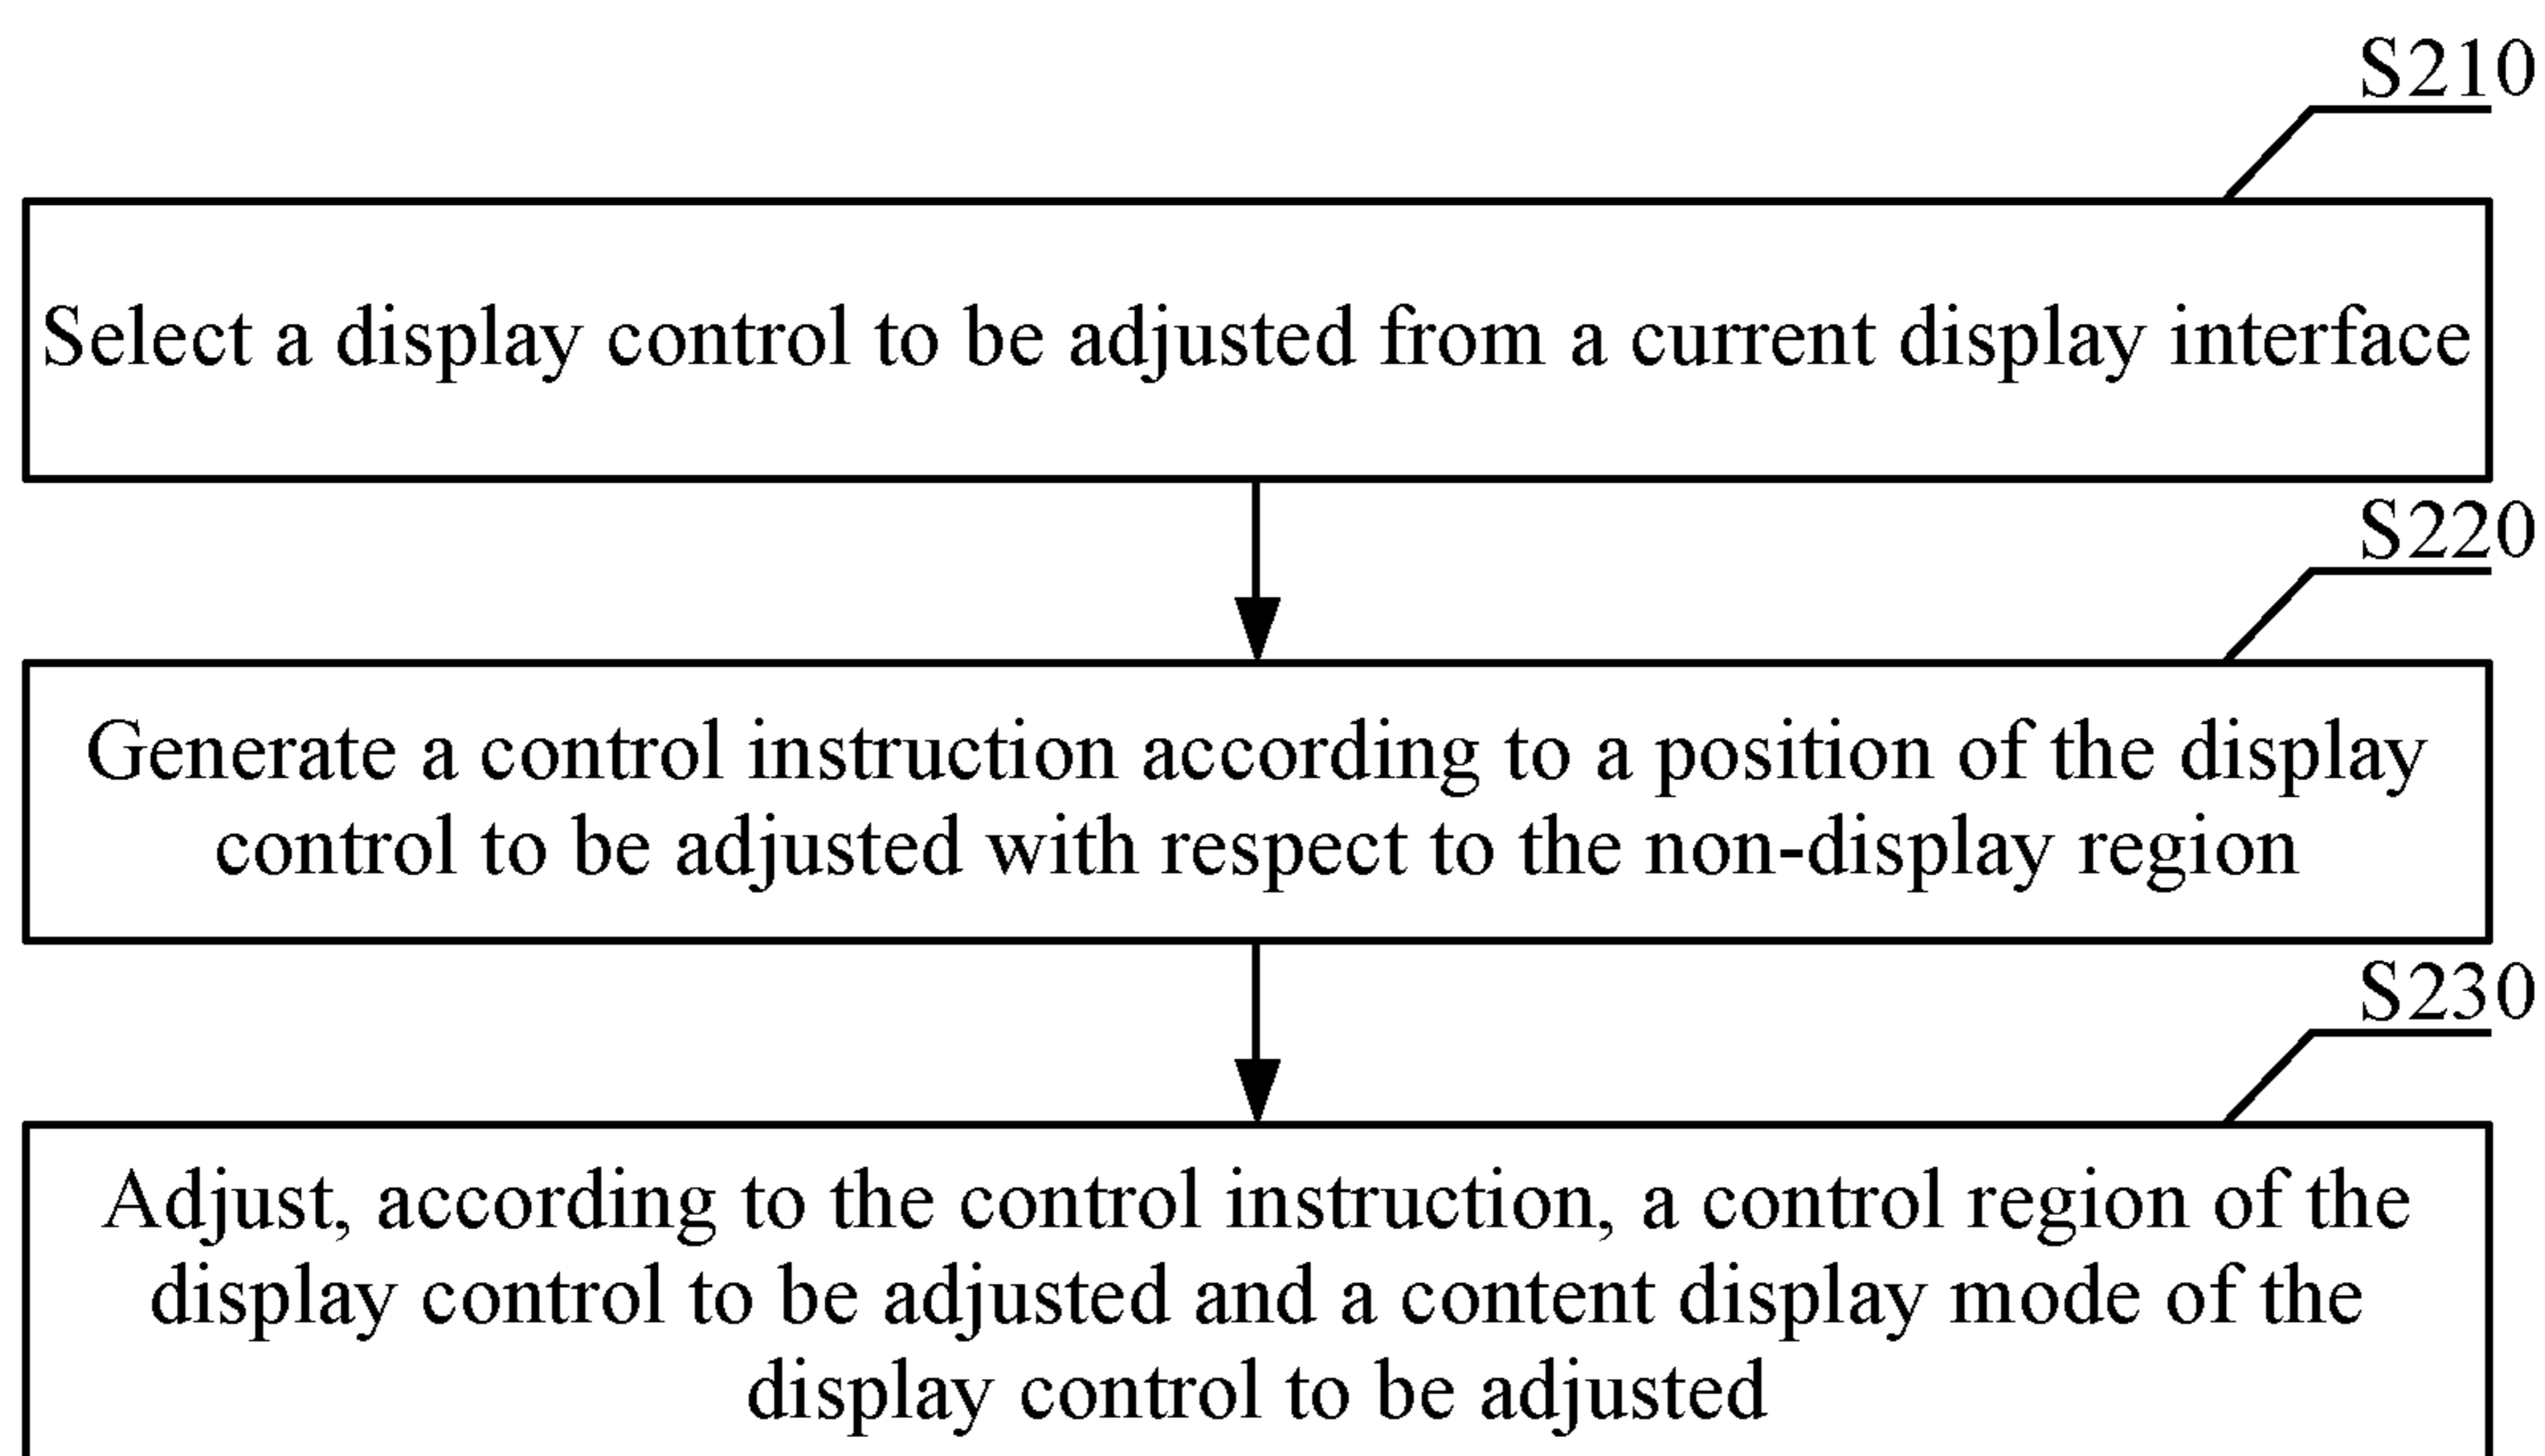 S210
Select a display control to be adjusted from a current display interface
S220
Generate a control instruction according to a position of the display
control to be adjusted with respect to the non-display region
S230
Adjust, according to the control instruction, a control region of the
display control to be adjusted and a content display mode of the
display control to be adjusted